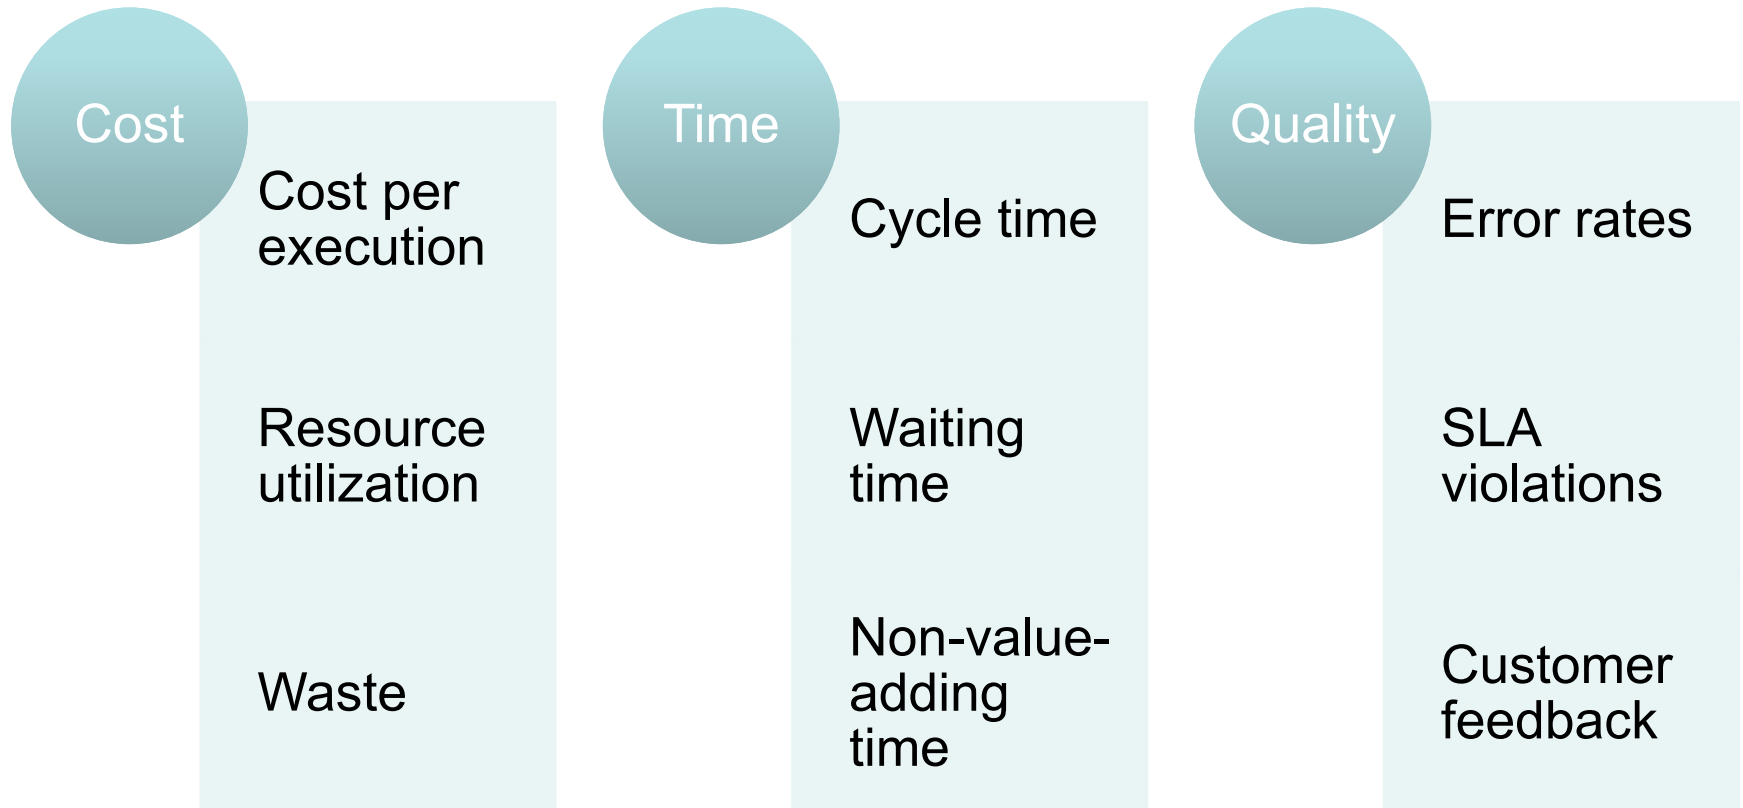 Cost
Cost per
execution
Resource
utilization
Waste
Time
Cycle time
Waiting
time
Non-value-
adding
time
Quality
Error rates
SLA
violations
Customer
feedback